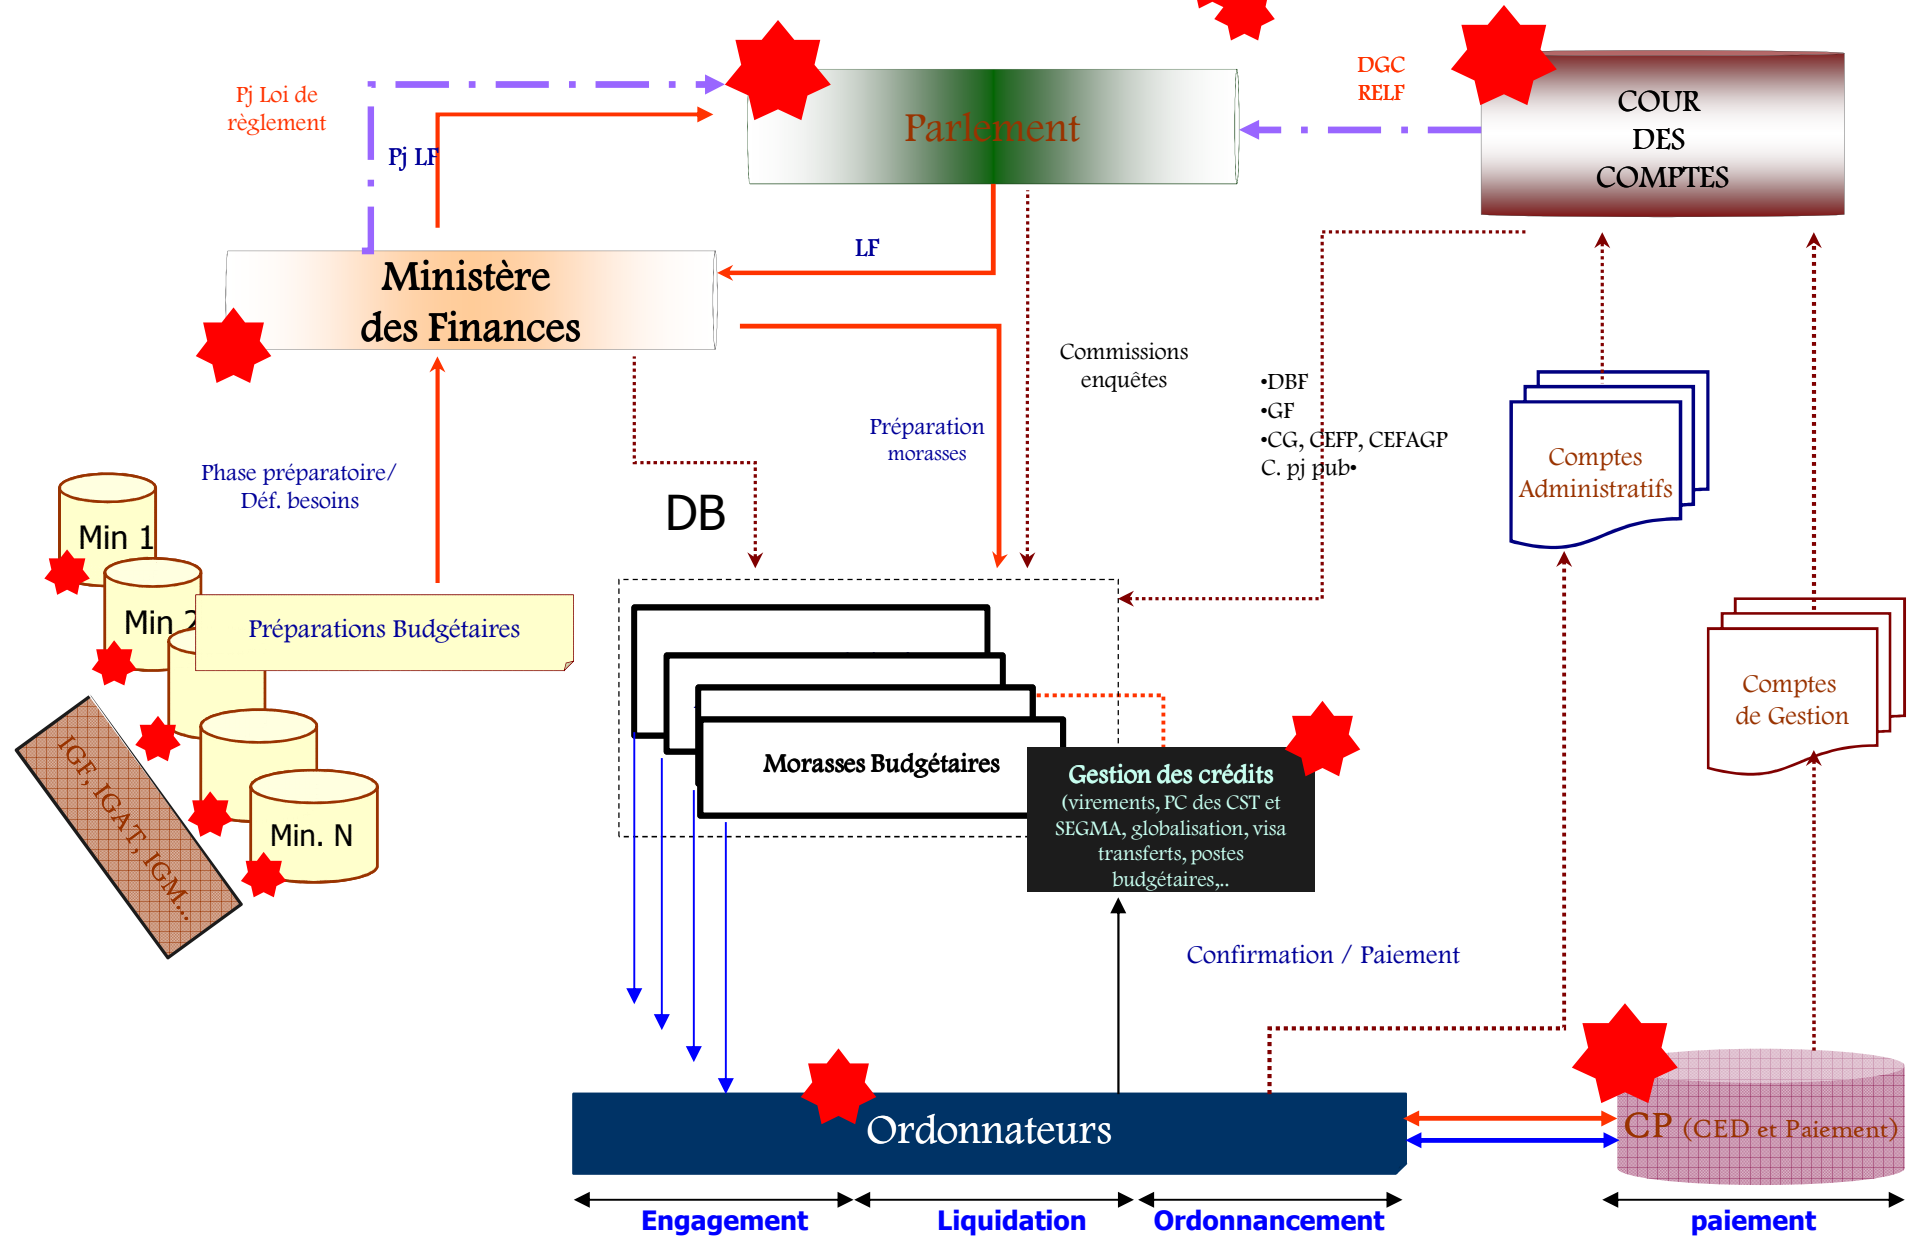 Pj Loi de
règlement
Pj LF
Parlement
DGC
RELF
COUR
DES
COMPTES
LF
Ministère
des Finances
Commissions
enquêtes
•DBF
•GF
•CG, CEFP, CEFAGP
C. pj pub•
Préparation
morasses
Comptes
Administratifs
Phase préparatoire/
Déf. besoins
DB
Min 1
Min 2
Préparations Budgétaires
Comptes
de Gestion
IGF, IGAT, IGM...
Morasses Budgétaires
Gestion des crédits
(virements, PC des CST et
SEGMA, globalisation, visa
transferts, postes
budgétaires,..
Min. N
Confirmation / Paiement
Ordonnateurs
CP (CED et Paiement)
Engagement
Liquidation
Ordonnancement
paiement